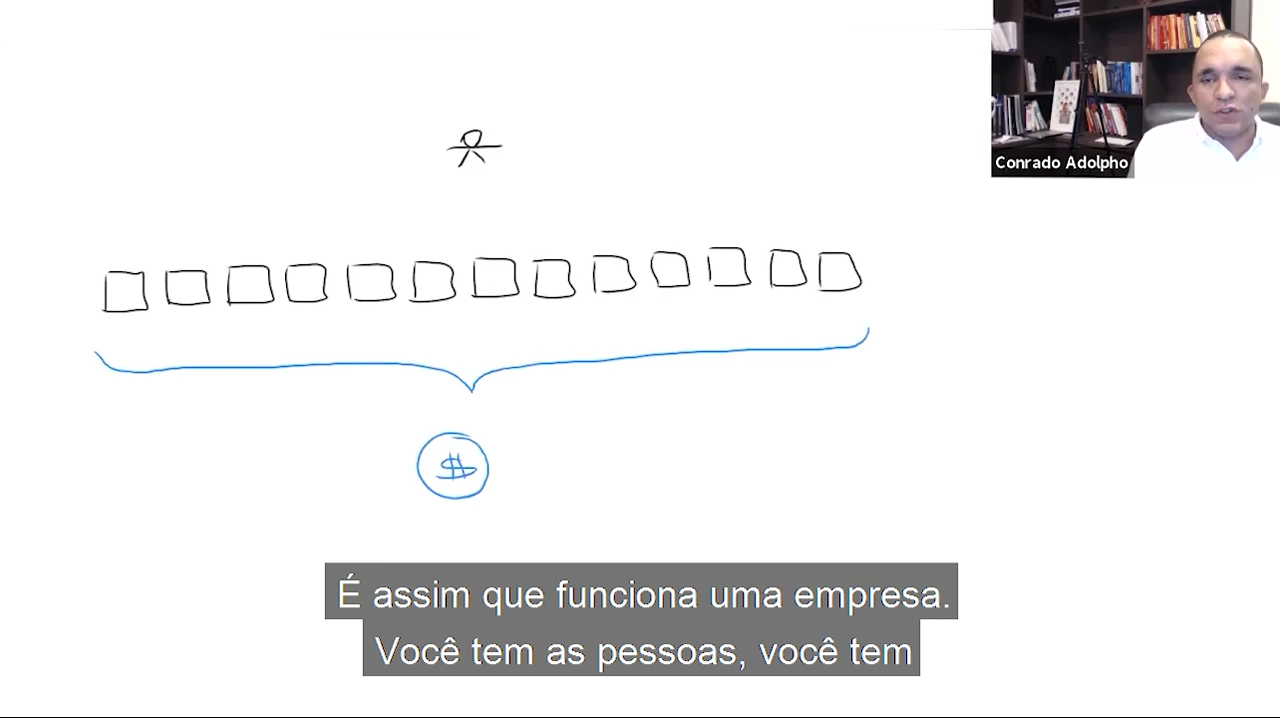 Conrado Adolpho
$
É assim que funciona uma empresa.
Você tem as pessoas, você tem